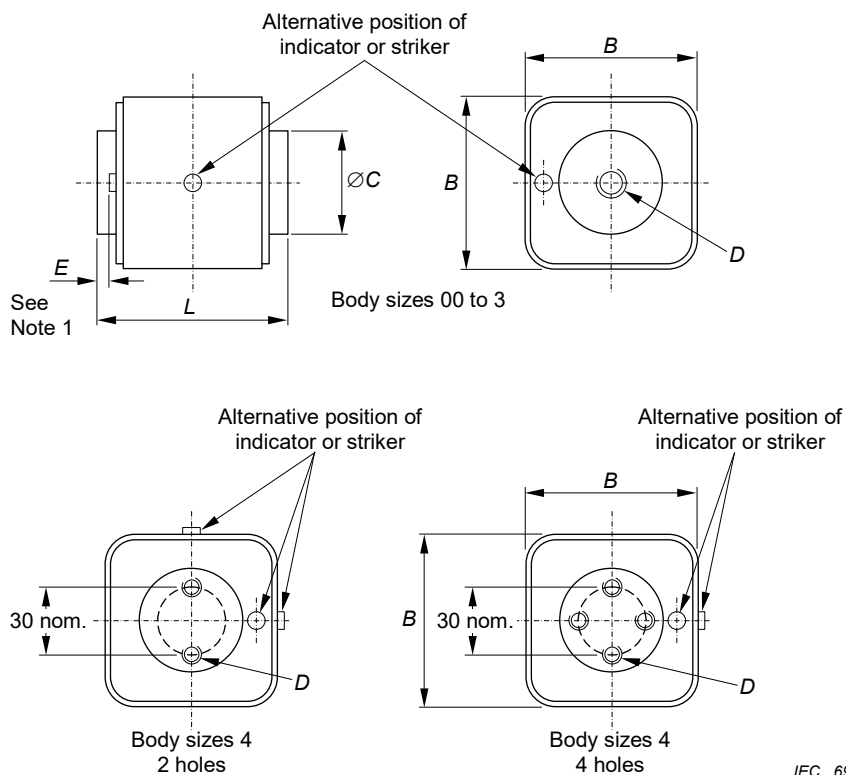 Alternative position of
indicator or striker
B
B
∅C
D
E
L
See
Note 1
Body sizes 00 to 3
Alternative position of
indicator or striker
30 nom.
D
Body sizes 4
2 holes
Alternative position of
indicator or striker
B
B
30 nom.
D
Body sizes 4
4 holes
IEC 69